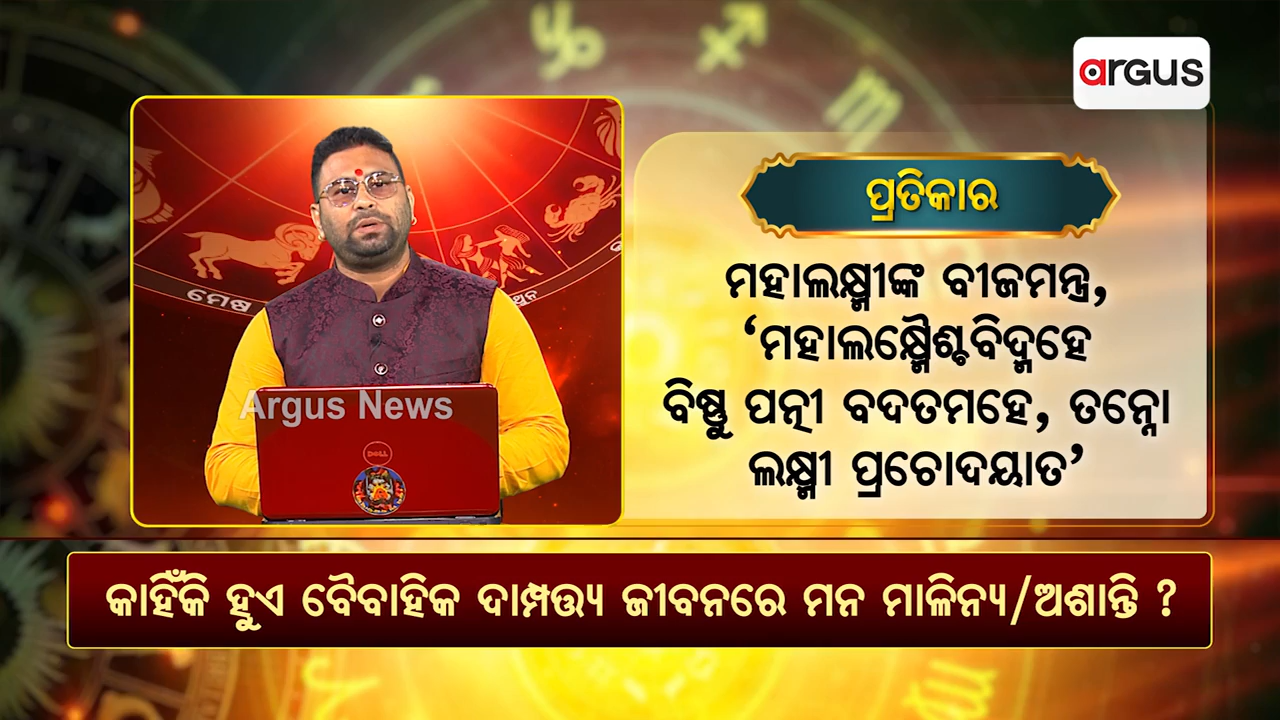 argus
ପ୍ରତିକାର
ମହାଲକ୍ଷ୍ମୀଙ୍କ ବୀଜମନ୍ତ୍ର,
‘ମହାଲକ୍ଷ୍ମୈଶ୍ଚବିଦ୍ମହେ
ବିଷ୍ଣୁ ପତ୍ନୀ ବଦତମହେ, ତନ୍ନୋ
ଲକ୍ଷ୍ମୀ ପ୍ରଚୋଦୟାତ’
ମେଷ
Argus News
DELL
କାହିଁକି ହୁଏ ବୈବାହିକ ଦାମ୍ପତ୍ତ୍ୟ ଜୀବନରେ ମନ ମାଳିନ୍ୟ/ଅଶାନ୍ତି ?